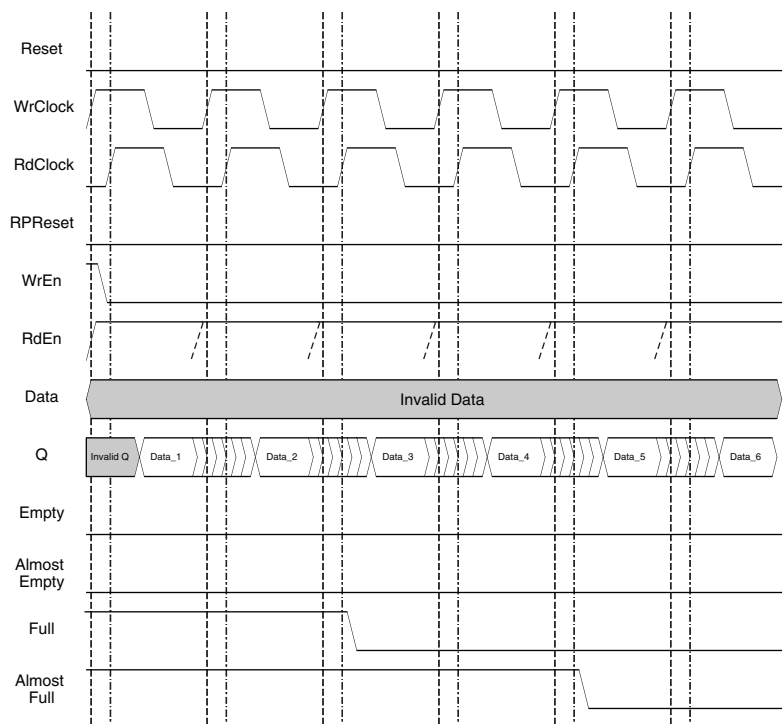 Reset
WrClock
RdClock
RPReset
WrEn
RdEn
Data
Invalid Data
Q
Invalid Q
Data_1
Data_2
Data_3
Data_4
Data_5
Data_6
Empty
Almost
Empty
Full
Almost
Full